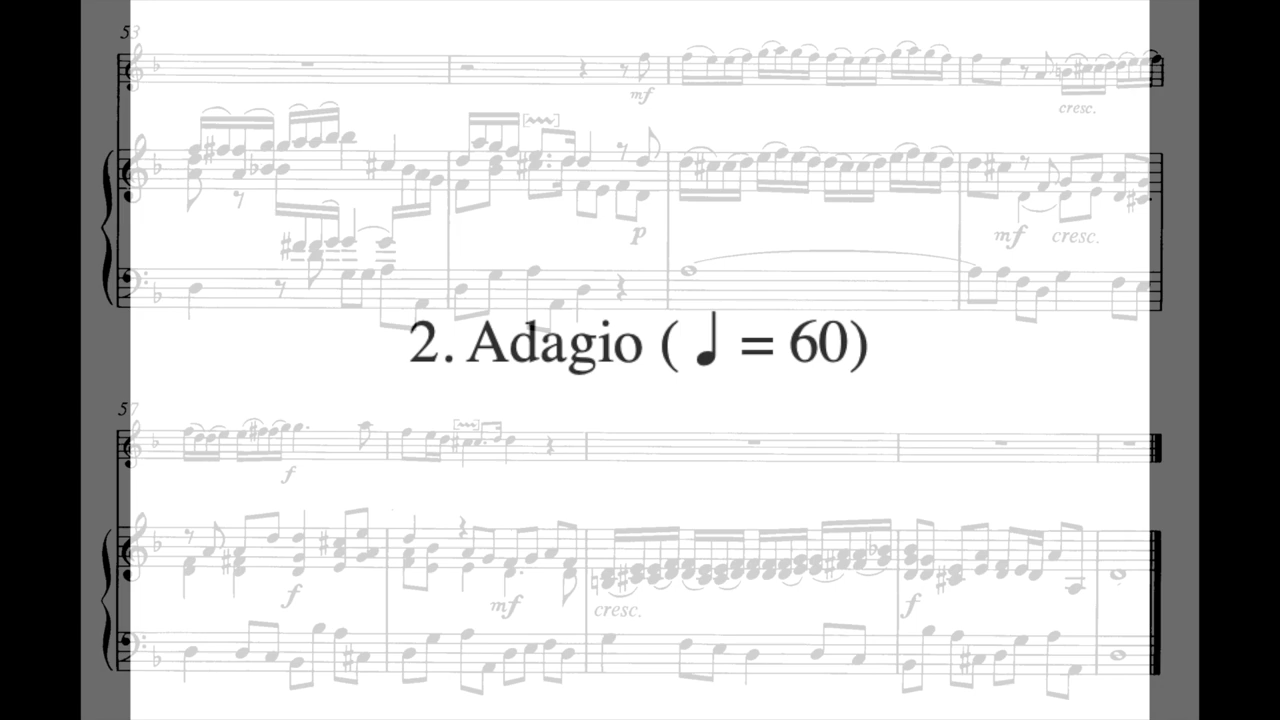 53
mf
cresc.
p
mf cresc.
2. Adagio ( ♩ = 60)
57
f
f
mf
cresc.
f